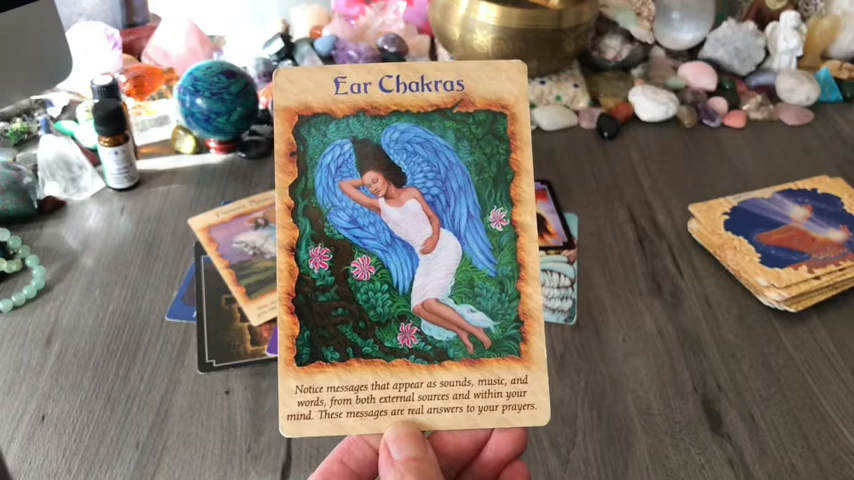 Ear Chakras
Notice messages that appear as sounds, music, and
words, from both external sources and within your
mind. These messages are real answers to your prayers.